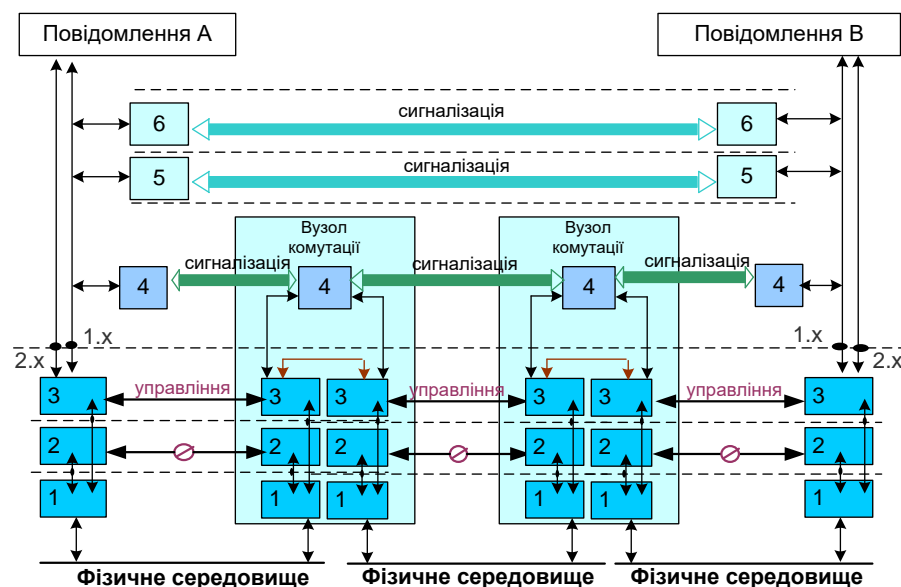 Повідомлення A
Повідомлення B
сигналізація
6
6
сигналізація
5
5
Вузол
комутації
Вузол
комутації
сигналізація
сигналізація
сигналізація
4
4
4
4
1.x
1.x
2.x
2.x
3
управління
3
3
управління
3
3
управління
3
2
2
2
2
2
2
1
1
1
1
1
1
Фізичне середовище
Фізичне середовище
Фізичне середовище